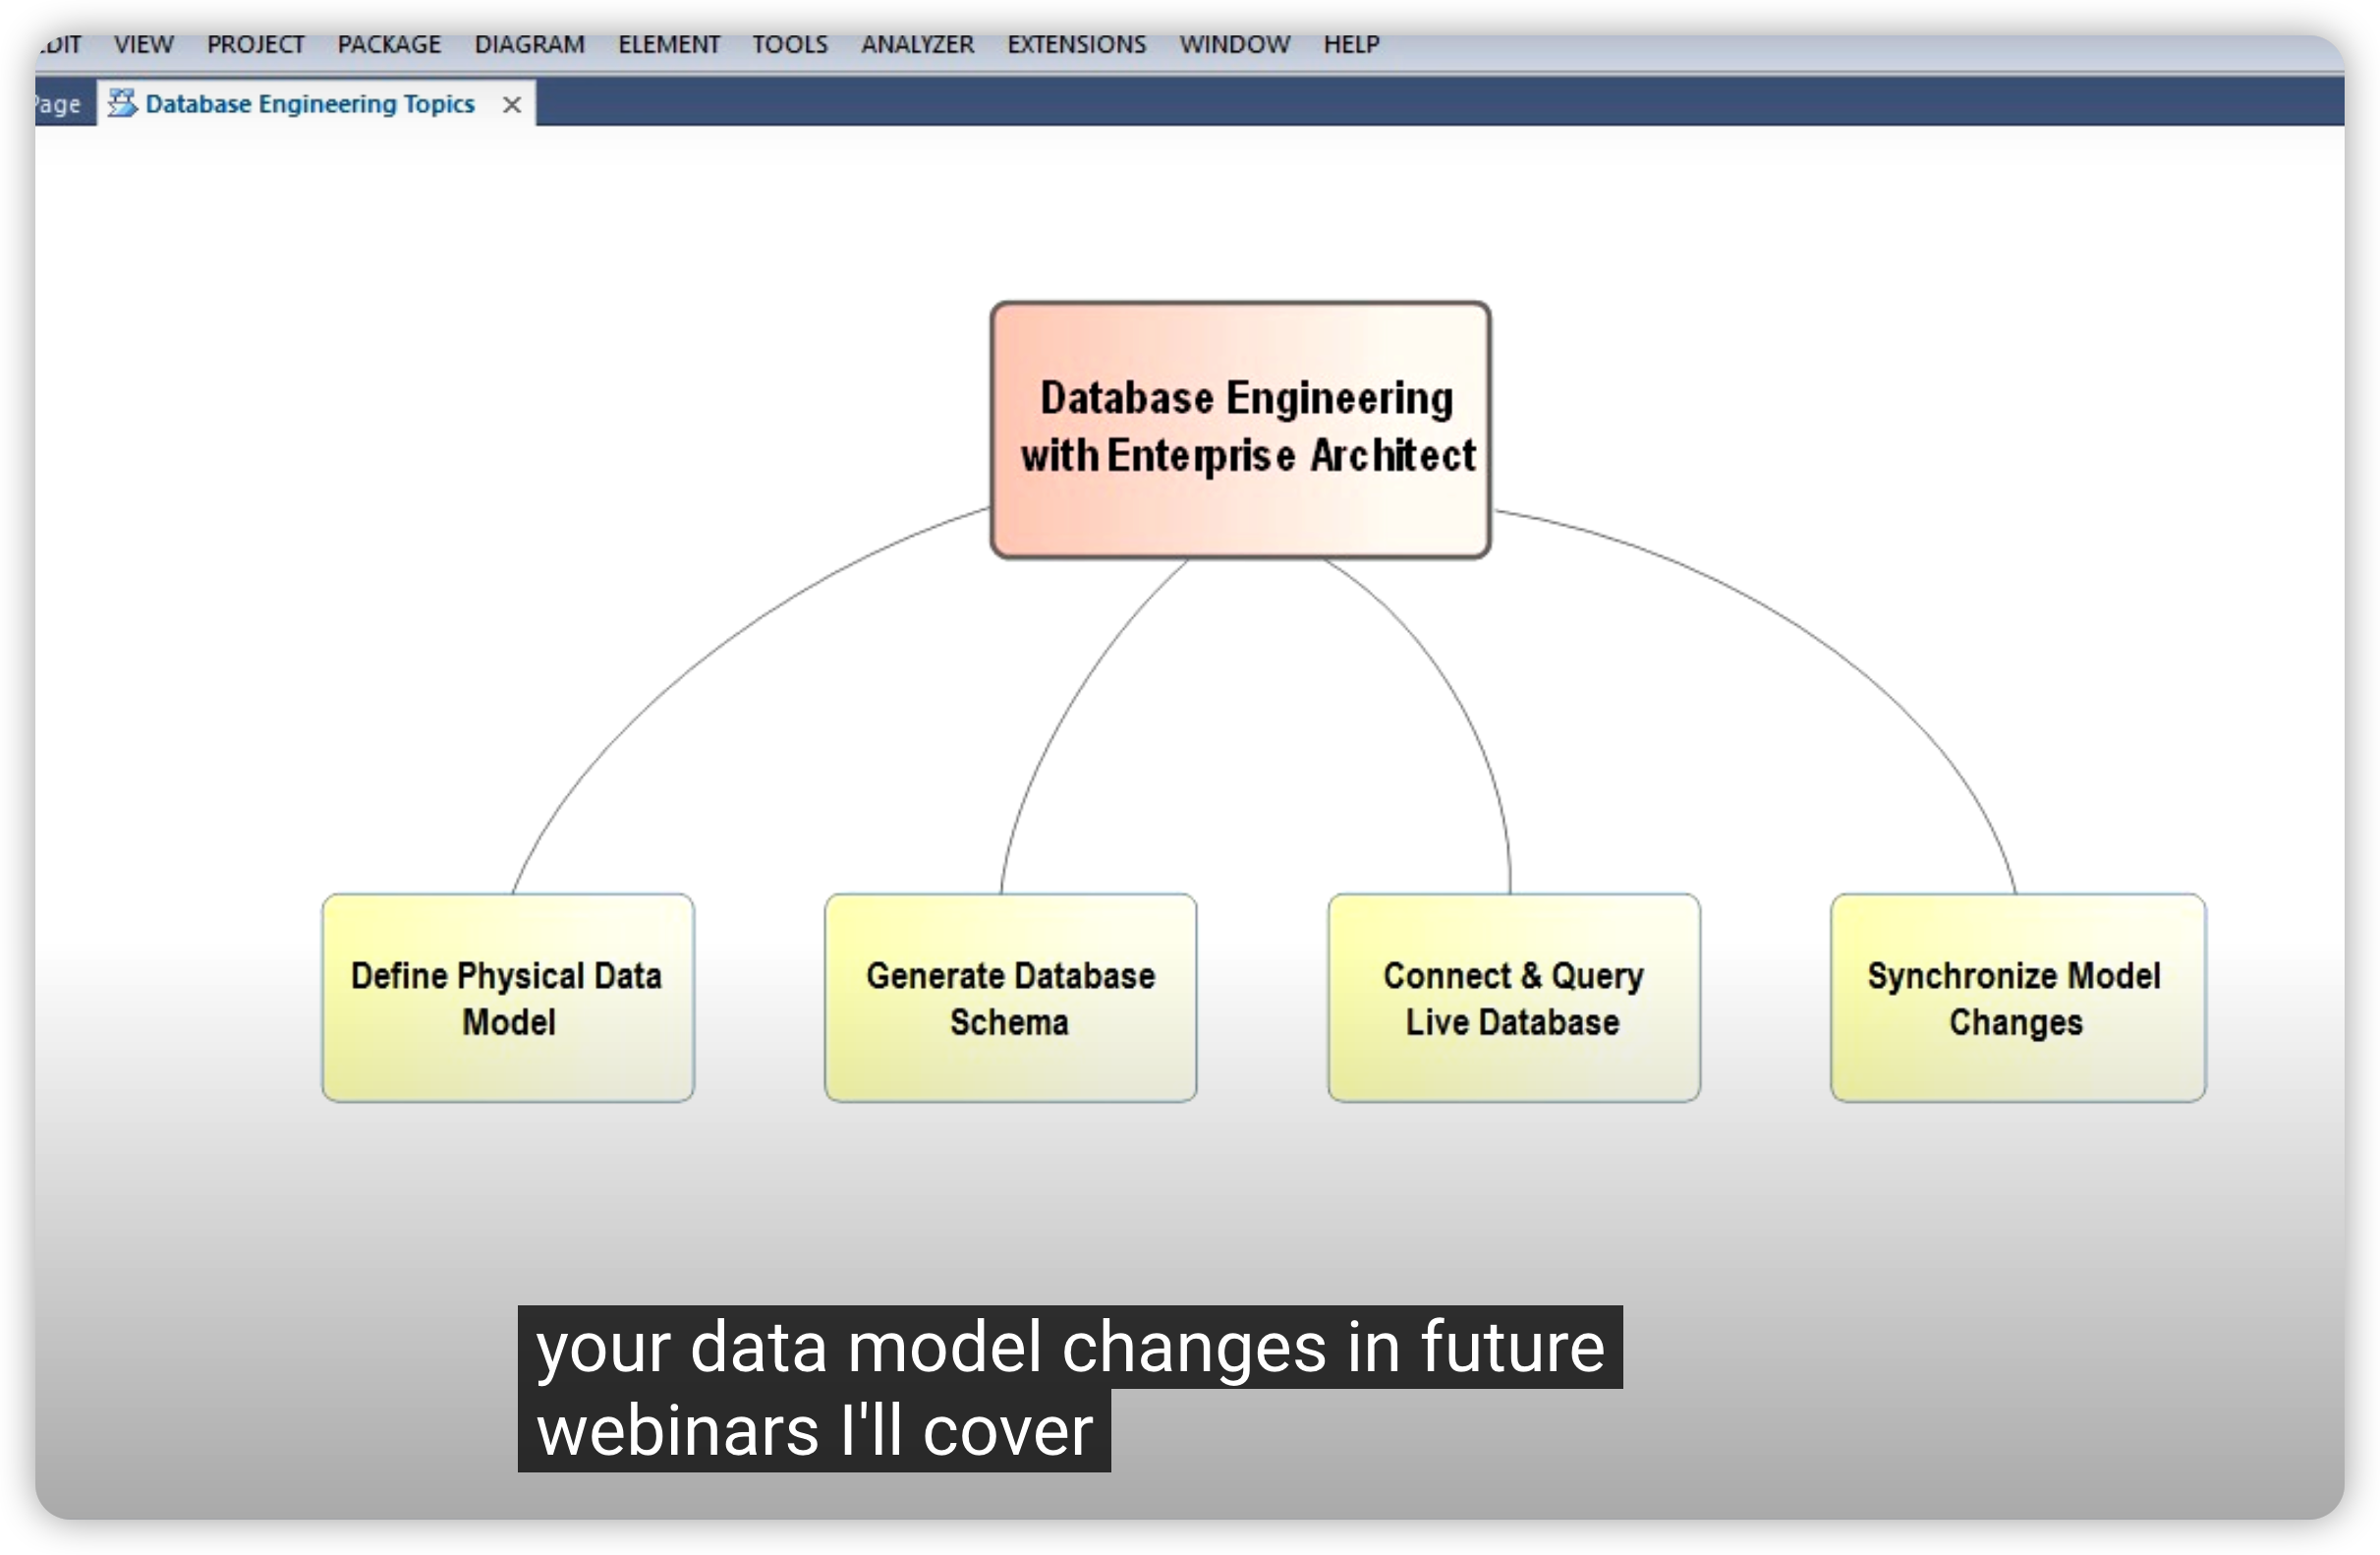 EDIT VIEW PROJECT PACKAGE DIAGRAM ELEMENT TOOLS ANALYZER EXTENSIONS WINDOW HELP
Page Database Engineering Topics
Database Engineering
with Enterprise Architect
Define Physical Data
Model
Generate Database
Schema
Connect & Query
Live Database
Synchronize Model
Changes
your data model changes in future
webinars I'll cover